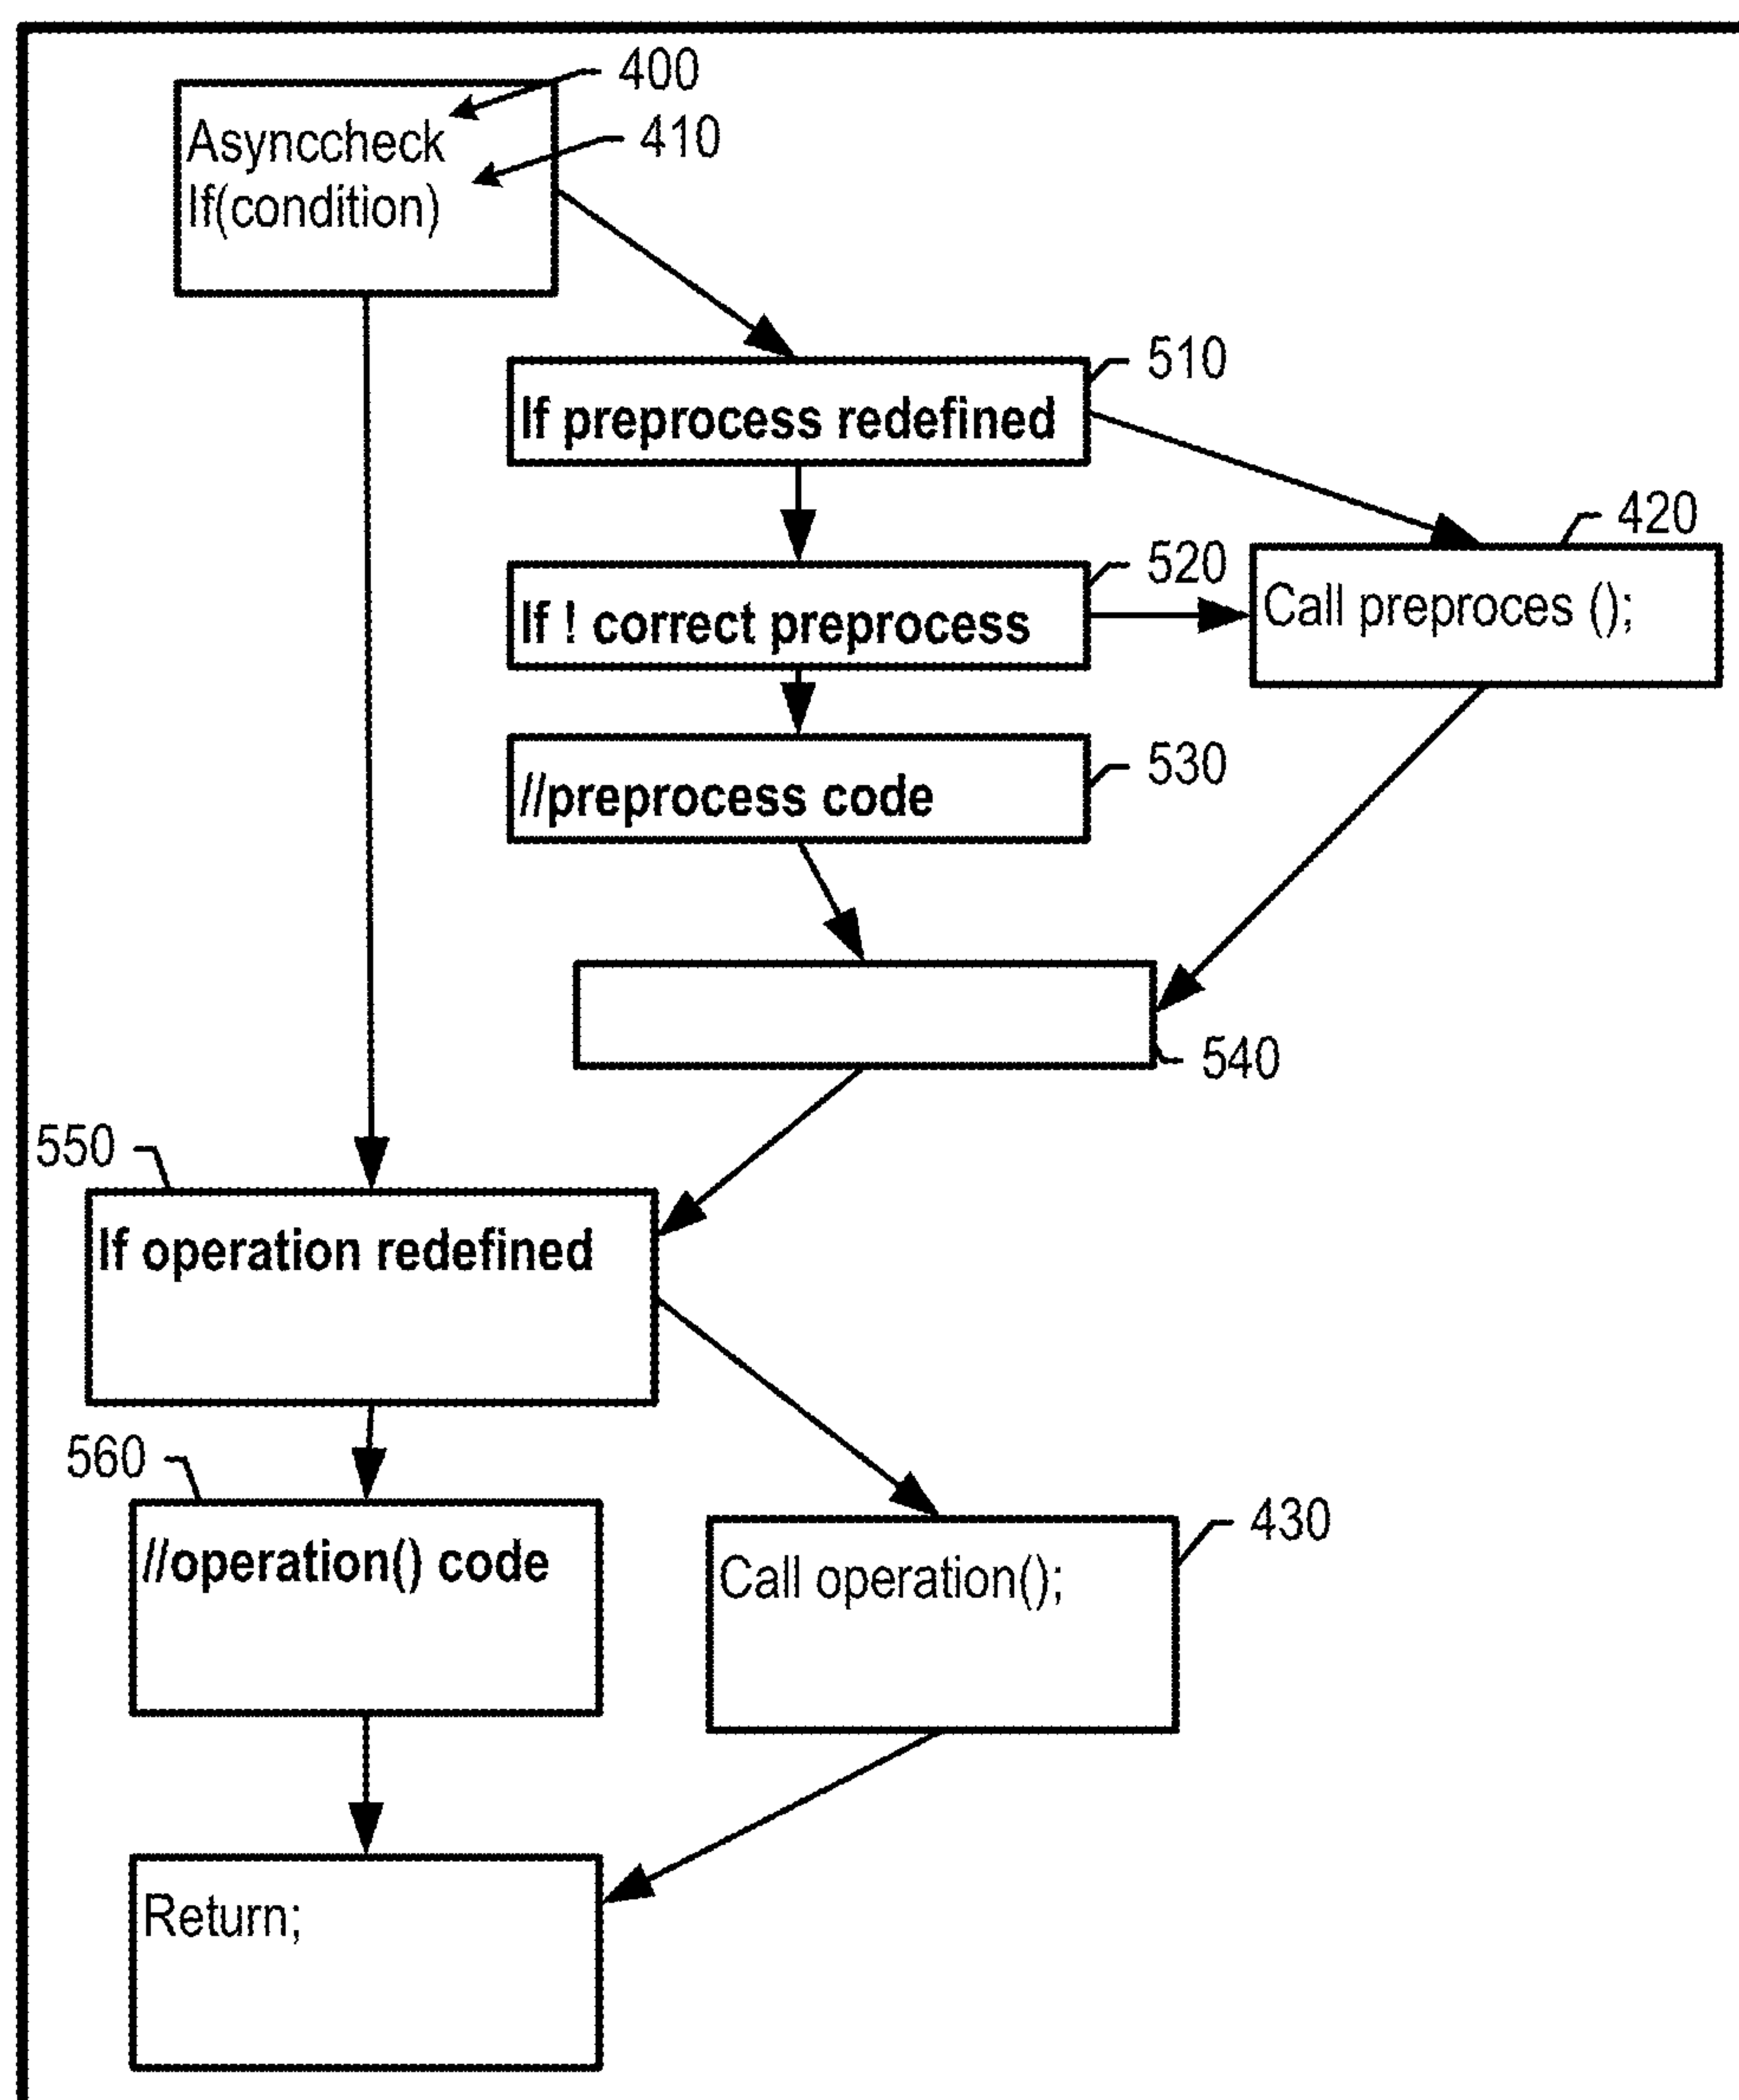 400
Asynccheck
410
If(condition)
510
If preprocess redefined
420
520
Call preproces ();
If ! correct preprocess
530
//preprocess code
540
550
If operation redefined
560
430
//operation() code
Call operation();
Return;